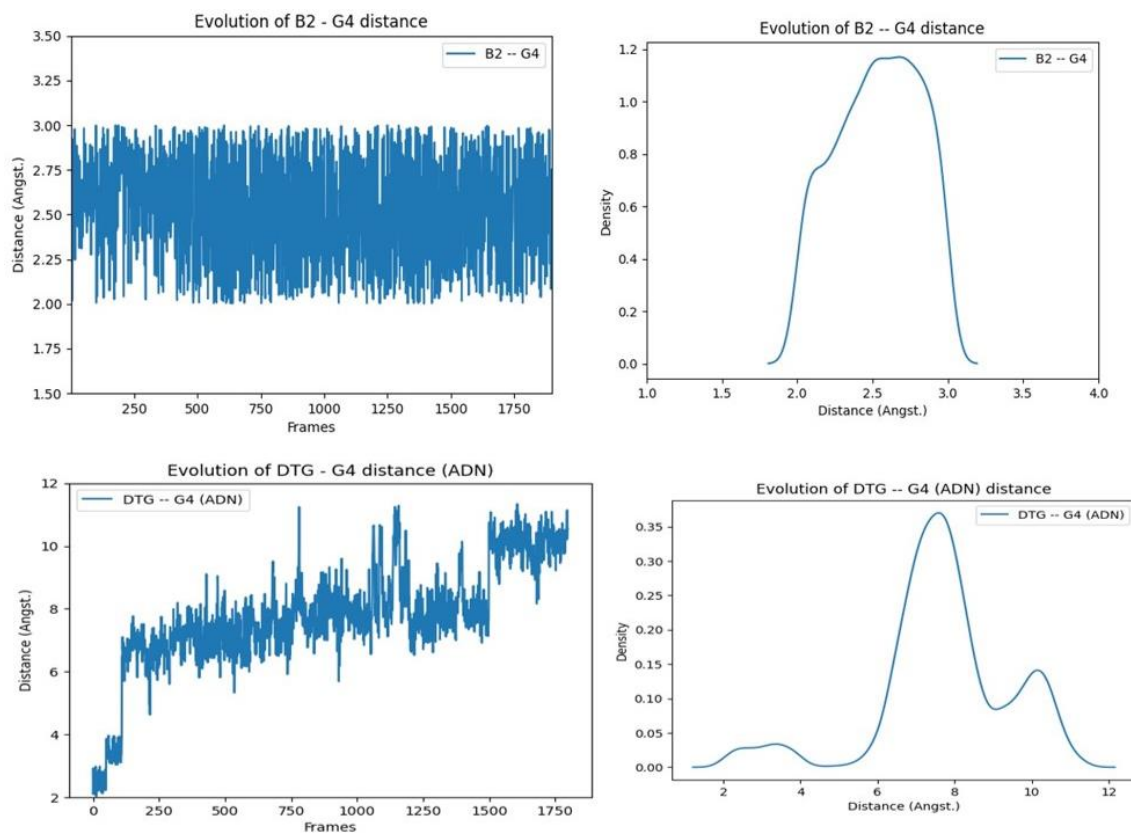 Evolution of B2 - G4 distance
B2 -- G4
Distance (Angst.)
3.50
3.25
3.00
2.75
2.50
2.25
2.00
1.75
1.50
250 500 750 1000 1250 1500 1750
Frames
Evolution of B2 -- G4 distance
B2 -- G4
Density
1.2
1.0
0.8
0.6
0.4
0.2
0.0
1.0 1.5 2.0 2.5 3.0 3.5 4.0
Distance (Angst.)
Evolution of DTG - G4 distance (ADN)
DTG -- G4 (ADN)
Distance (Angst.)
12
10
8
6
4
2
0 250 500 750 1000 1250 1500 1750
Frames
Evolution of DTG -- G4 (ADN) distance
DTG -- G4 (ADN)
Density
0.35
0.30
0.25
0.20
0.15
0.10
0.05
0.00
2 4 6 8 10 12
Distance (Angst.)